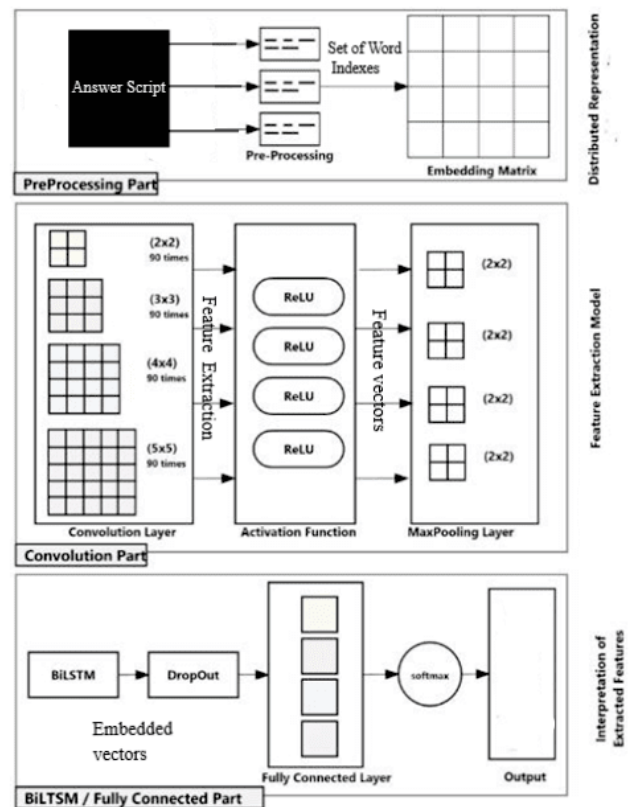 Answer Script
Set of Word
Indexes
Pre-Processing
Embedding Matrix
PreProcessing Part
Distributed Representation
(2x2)
90 times
(3x3)
90 times
(4x4)
90 times
(5x5)
90 times
Feature Extraction
ReLU
ReLU
ReLU
ReLU
Feature vectors
(2x2)
(2x2)
(2x2)
(2x2)
Convolution Layer
Activation Function
MaxPooling Layer
Convolution Part
Feature Extraction Model
BiLSTM
DropOut
softmax
Embedded
vectors
Fully Connected Layer
Output
BiLTSM / Fully Connected Part
Interpretation of
Extracted Features